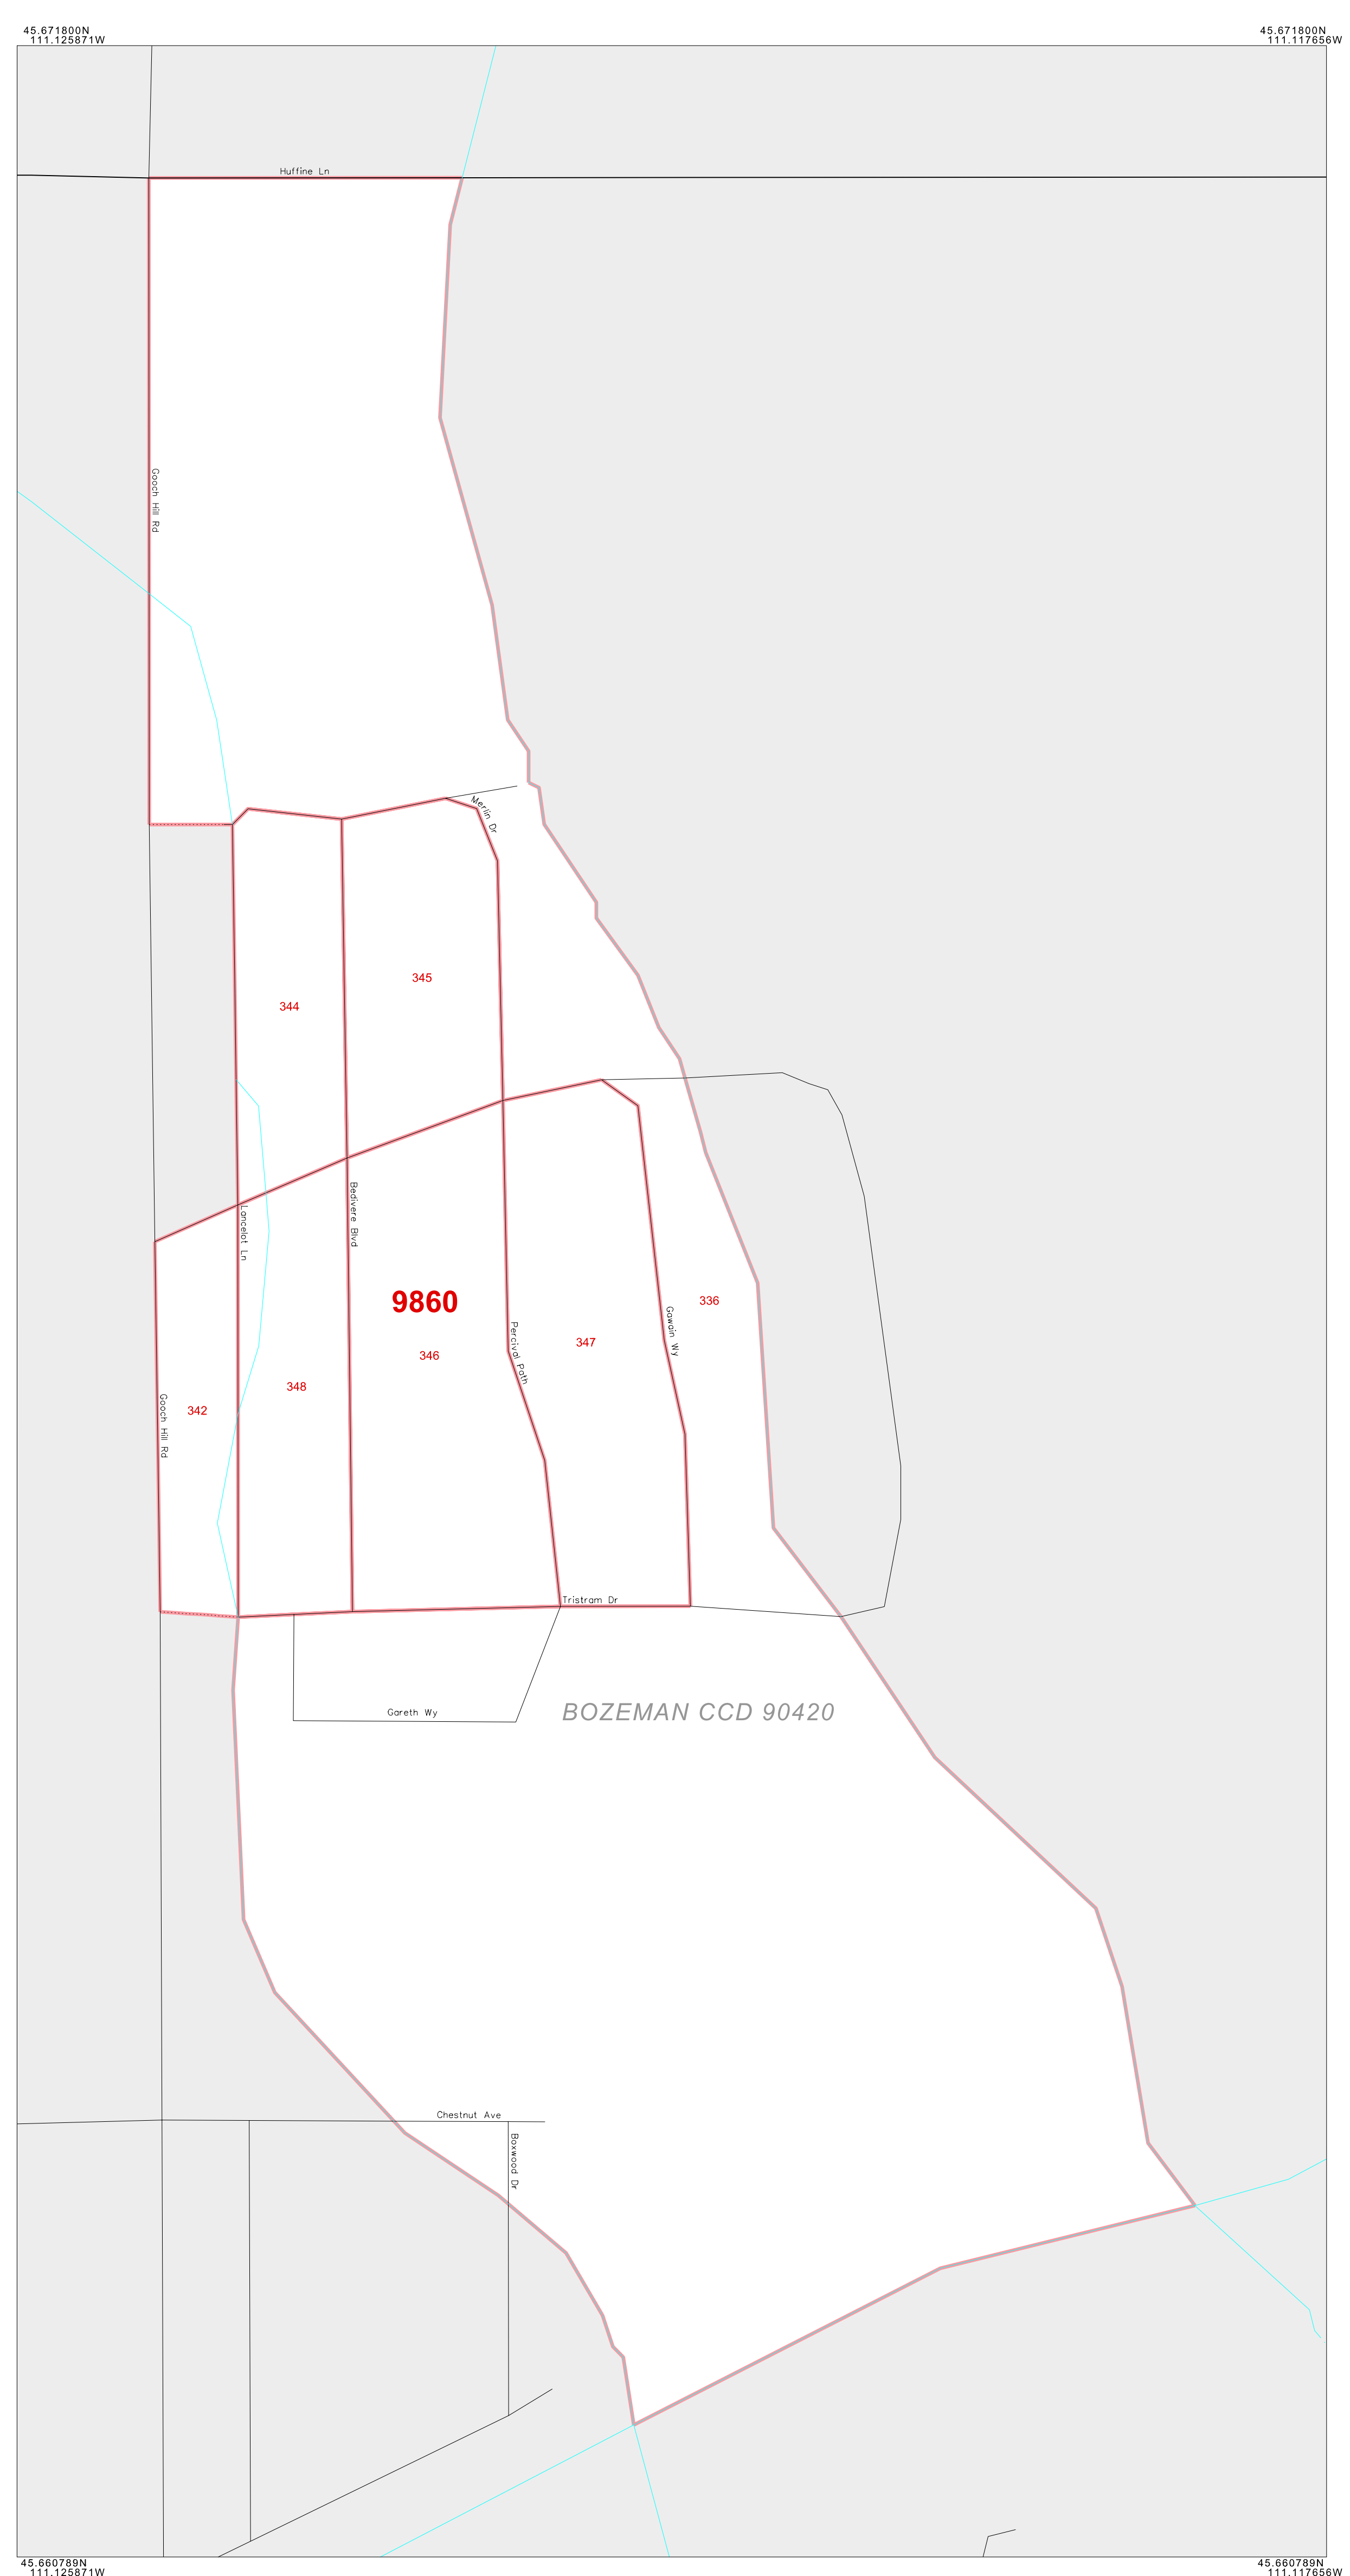 45.671800N
111.125871W
45.671800N
111.117656W
Huffine Ln
Gooch Hill Rd
Merlin Dr
345
344
Lancelot Ln
Bedivere Blvd
9860
336
Gawain Wy
Percival Path
347
346
348
342
Gooch Hill Rd
Tristram Dr
Gareth Wy
BOZEMAN CCD 90420
Chestnut Ave
Boxwood Dr
45.660789N
111.125871W
45.660789N
111.117656W